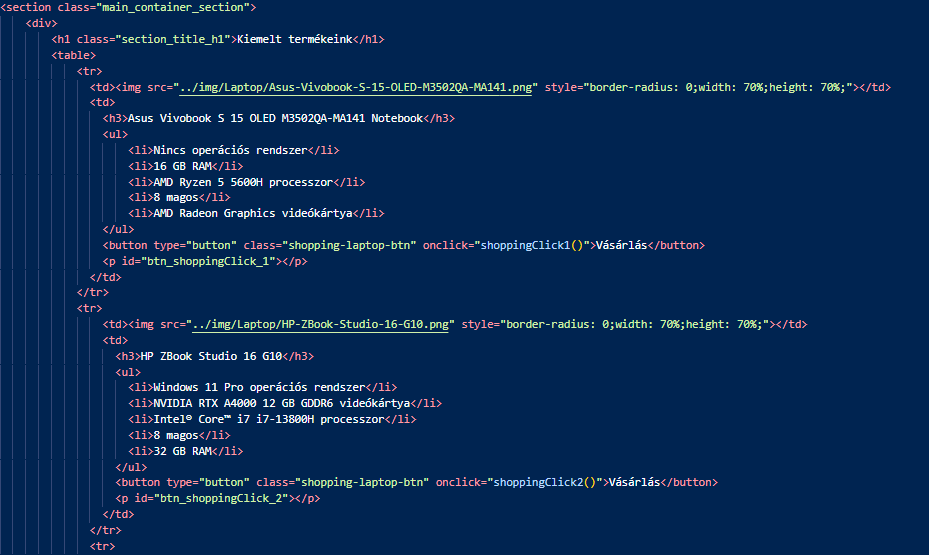 <section class="main_container_section">
<div>
<h1 class="section_title_h1">Kiemelt termékeink</h1>
<table>
<tr>
<td><img src="../img/Laptop/Asus-Vivobook-S-15-OLED-M3502QA-MA141.png" style="border-radius: 0;width: 70%;height: 70%;"></td>
<td>
<h3>Asus Vivobook S 15 OLED M3502QA-MA141 Notebook</h3>
<ul>
<li>Nincs operációs rendszer</li>
<li>16 GB RAM</li>
<li>AMD Ryzen 5 5600H processzor</li>
<li>8 magos</li>
<li>AMD Radeon Graphics videókártya</li>
</ul>
<button type="button" class="shopping-laptop-btn" onclick="shoppingClick1()">Vásárlás</button>
<p id="btn_shoppingClick_1"></p>
</td>
</tr>
<tr>
<td><img src="../img/Laptop/HP-ZBook-Studio-16-G10.png" style="border-radius: 0;width: 70%;height: 70%;"></td>
<td>
<h3>HP ZBook Studio 16 G10</h3>
<ul>
<li>Windows 11 Pro operációs rendszer</li>
<li>NVIDIA RTX A4000 12 GB GDDR6 videókártya</li>
<li>Intel® Core™ i7 i7-13800H processzor</li>
<li>8 magos</li>
<li>32 GB RAM</li>
</ul>
<button type="button" class="shopping-laptop-btn" onclick="shoppingClick2()">Vásárlás</button>
<p id="btn_shoppingClick_2"></p>
</td>
</tr>
<tr>